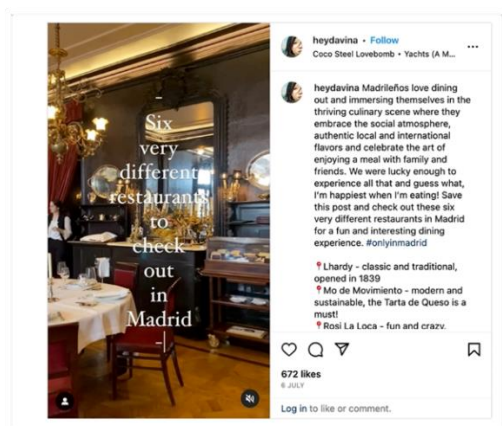 Six
very
different
restaurants
to
check
out
in
Madrid
-|
heydavina • Follow
Coco Steel Lovebomb • Yachts (A M...
heydavina Madrileños love dining
out and immersing themselves in the
thriving culinary scene where they
embrace the social atmosphere,
authentic local and international
flavors and celebrate the art of
enjoying a meal with family and
friends. We were lucky enough to
experience all that and guess what,
I'm happiest when I'm eating! Save
this post and check out these six
very different restaurants in Madrid
for a fun and interesting dining
experience. #onlyinmadrid
📍Lhardy - classic and traditional,
opened in 1839
📍Mo de Movimiento - modern and
sustainable, the Tarta de Queso is a
must!
📍Rosi La Loca - fun and crazy,
672 likes
6 JULY
Log in to like or comment.